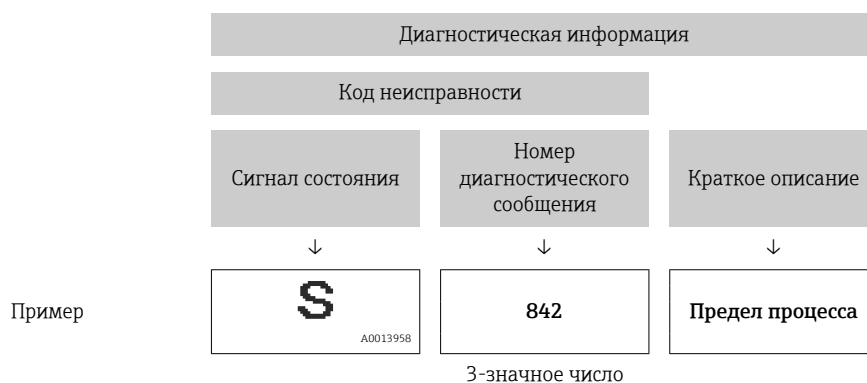 Диагностическая информация
Код неисправности
Сигнал состояния
Номер
диагностического
сообщения
Краткое описание
↓ ↓ ↓
Пример
S
A0013958
842
Предел процесса
3-значное число